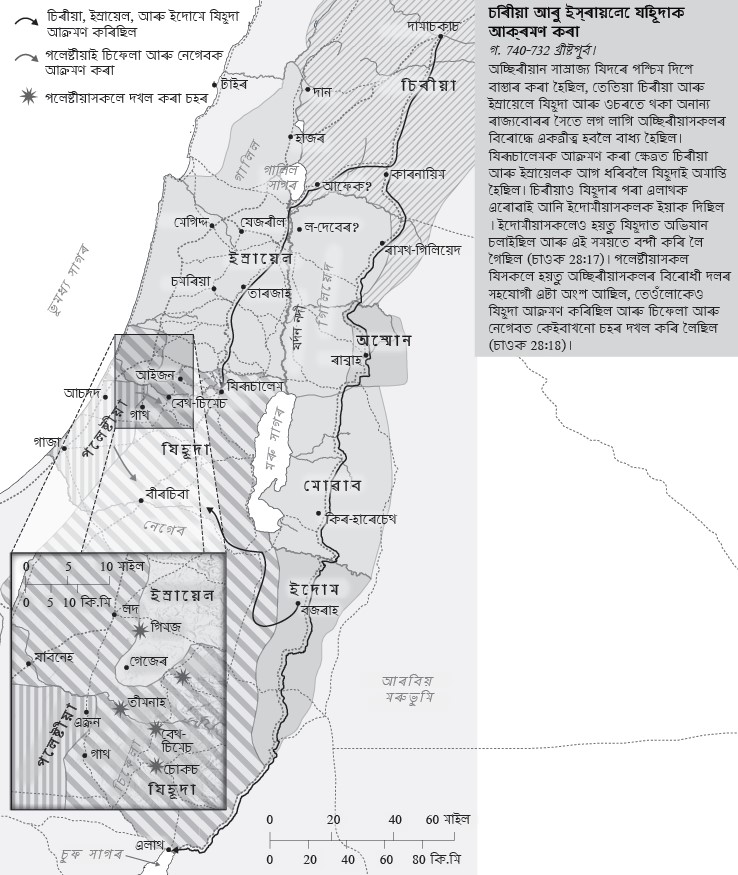 চিৰীয়া, ইস্ৰায়েল, আৰু ইদোমে যিহূদা
আক্ৰমণ কৰিছিল
পলেষ্টীয়াই চিফেলা আৰু নেগেবক
আক্ৰমণ কৰা
পলেষ্টীয়াসকলে দখল কৰা চহৰ
চিৰীয়া আৰু ইস্ৰায়েলে যিহূদাক
আক্ৰমণ কৰা
গ. 740-732 খ্ৰীষ্টপূৰ্ব।
অচ্ছিৰীয়ান সাম্ৰাজ্য যিদৰে পশ্চিম দিশে
বাস্তাৰ কৰা হৈছিল, তেতিয়া চিৰীয়া আৰু
ইস্ৰায়েলে যিহূদা আৰু ওচৰতে থকা অনান্য
ৰাজ্যবোৰৰ সৈতে লগ লাগি অচ্ছিৰীয়াসকলৰ
বিৰোদ্ধে একত্ৰীত্ব হবলৈ বাধ্য হৈছিল।
যিৰূচালেমক আক্ৰমণ কৰা ক্ষেত্ৰত চিৰীয়া
আৰু ইস্ৰায়েলক আগ ধৰিবলৈ যিহূদাই অমান্তি
হৈছিল। চিৰীয়াও যিহূদাৰ পৰা এলাথক
এৰোৱাই আনি ইদোমীয়াসকলক ইয়াক দিছিল
। ইদোমীয়াসকলেও হয়তু যিহূদাত অভিযান
চলাইছিল আৰু এই সময়তে বন্দী কৰি লৈ
গৈছিল (চাওক 28:17)। পলেষ্টীয়াসকল
যিসকলে হয়তু অচ্ছিৰীয়াসকলৰ বিৰোধী দলৰ
সহযোগী এটা অংশ আছিল, তেওঁলোকেও
যিহূদা আক্ৰমণ কৰিছিল আৰু চিফেলা আৰু
নেগেবত কেইবাখনো চহৰ দখল কৰি লৈছিল
(চাওক 28:18)।
দামাচকাচ
চিৰীয়া
টাইৰ
দান
হাজৰ
গালিল
গালিল
সাগৰ
আফেক?
কাৰনায়িম
মেগিদ্দ
যেজৰীল
ল-দেবেৰ?
ইস্ৰায়েল
ৰামথ-গিলিয়েদ
ভূমধ্য সাগৰ
চমৰিয়া
তাৰজাহ
গিলিয়েদ
যৰ্দন নদী
অম্মোন
ৰাব্বাহ
আইজন
যিৰূচালেম
আচদদ
গাথ
বেথ-চিমেচ
গাজা
পলেষ্টীয়া
যিহূদা
মৰু সাগৰ
বীৰচিবা
মোৱাব
নেগেব
কিৰ-হাৰেচেথ
ইদোম
বজৰাহ
0 5 10 মাইল
0 5 10 কি.মি
ইস্ৰায়েল
লদ
গিমজ
যাবনেহ
গেজেৰ
তীমনাহ
এক্ৰন
পলেষ্টীয়া
বেথ-
চিমেচ
গাথ
চিফেলা
চোকচ
যিহূদা
আৰবিয়
মৰুভুমি
এলাথ
চুফ সাগৰ
0 20 40 60 মাইল
0 20 40 60 80 কি.মি